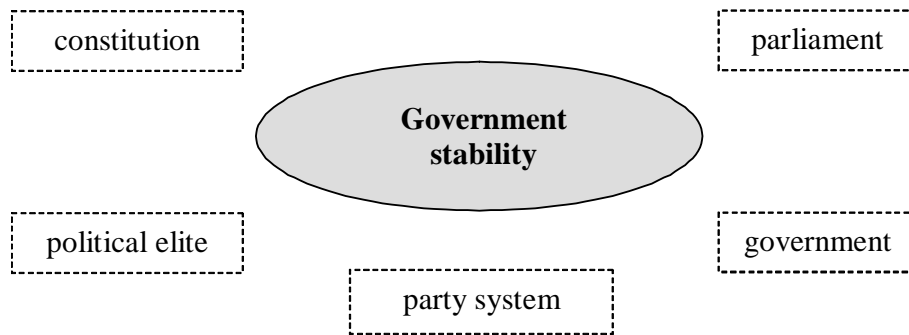 constitution
parliament
Government
stability
political elite
government
party system